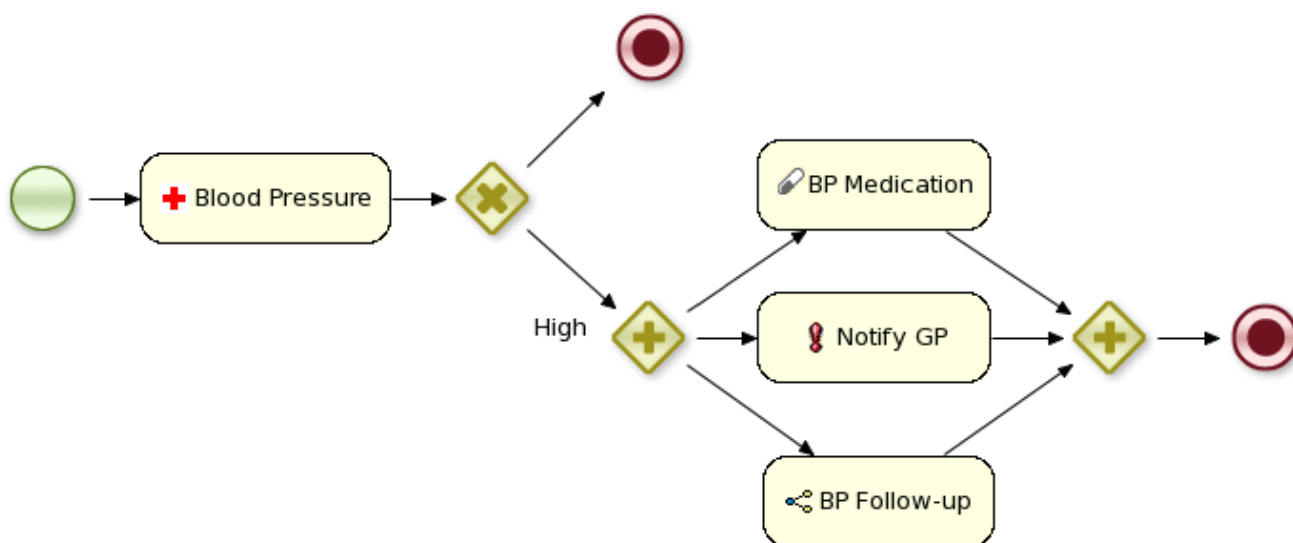 Blood Pressure
BP Medication
High
Notify GP
BP Follow-up